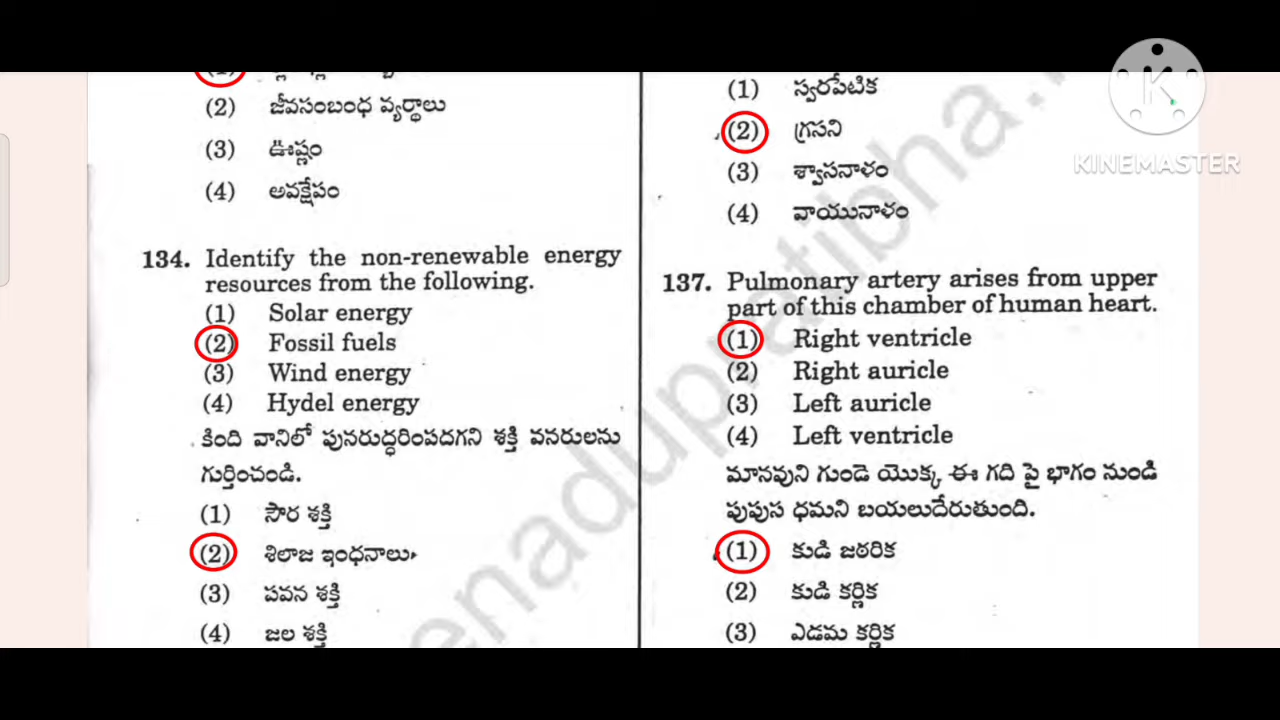 (2) జీవసంబంధ వ్యర్థాలు
(3) ఊష్ణం
(4) అవక్షేపం
134. Identify the non-renewable energy
resources from the following.
(1) Solar energy
(2) Fossil fuels
(3) Wind energy
(4) Hydel energy
కింది వానిలో పునరుద్ధరింపదగని శక్తి వనరులను
గుర్తించండి.
(1) సౌర శక్తి
(2) శిలాజ ఇంధనాలు
(3) పవన శక్తి
(4) జల శక్తి
(1) స్వరపేటిక
(2) గ్రసని
(3) శ్వాసనాళం
(4) వాయునాళం
137. Pulmonary artery arises from upper
part of this chamber of human heart.
(1) Right ventricle
(2) Right auricle
(3) Left auricle
(4) Left ventricle
మానవుని గుండె యొక్క ఈ గది పై భాగం నుండి
పుపుస ధమని బయలుదేరుతుంది.
(1) కుడి జఠరిక
(2) కుడి కర్ణిక
(3) ఎడమ కర్ణిక
enadupratibha.
K
KINEMASTER